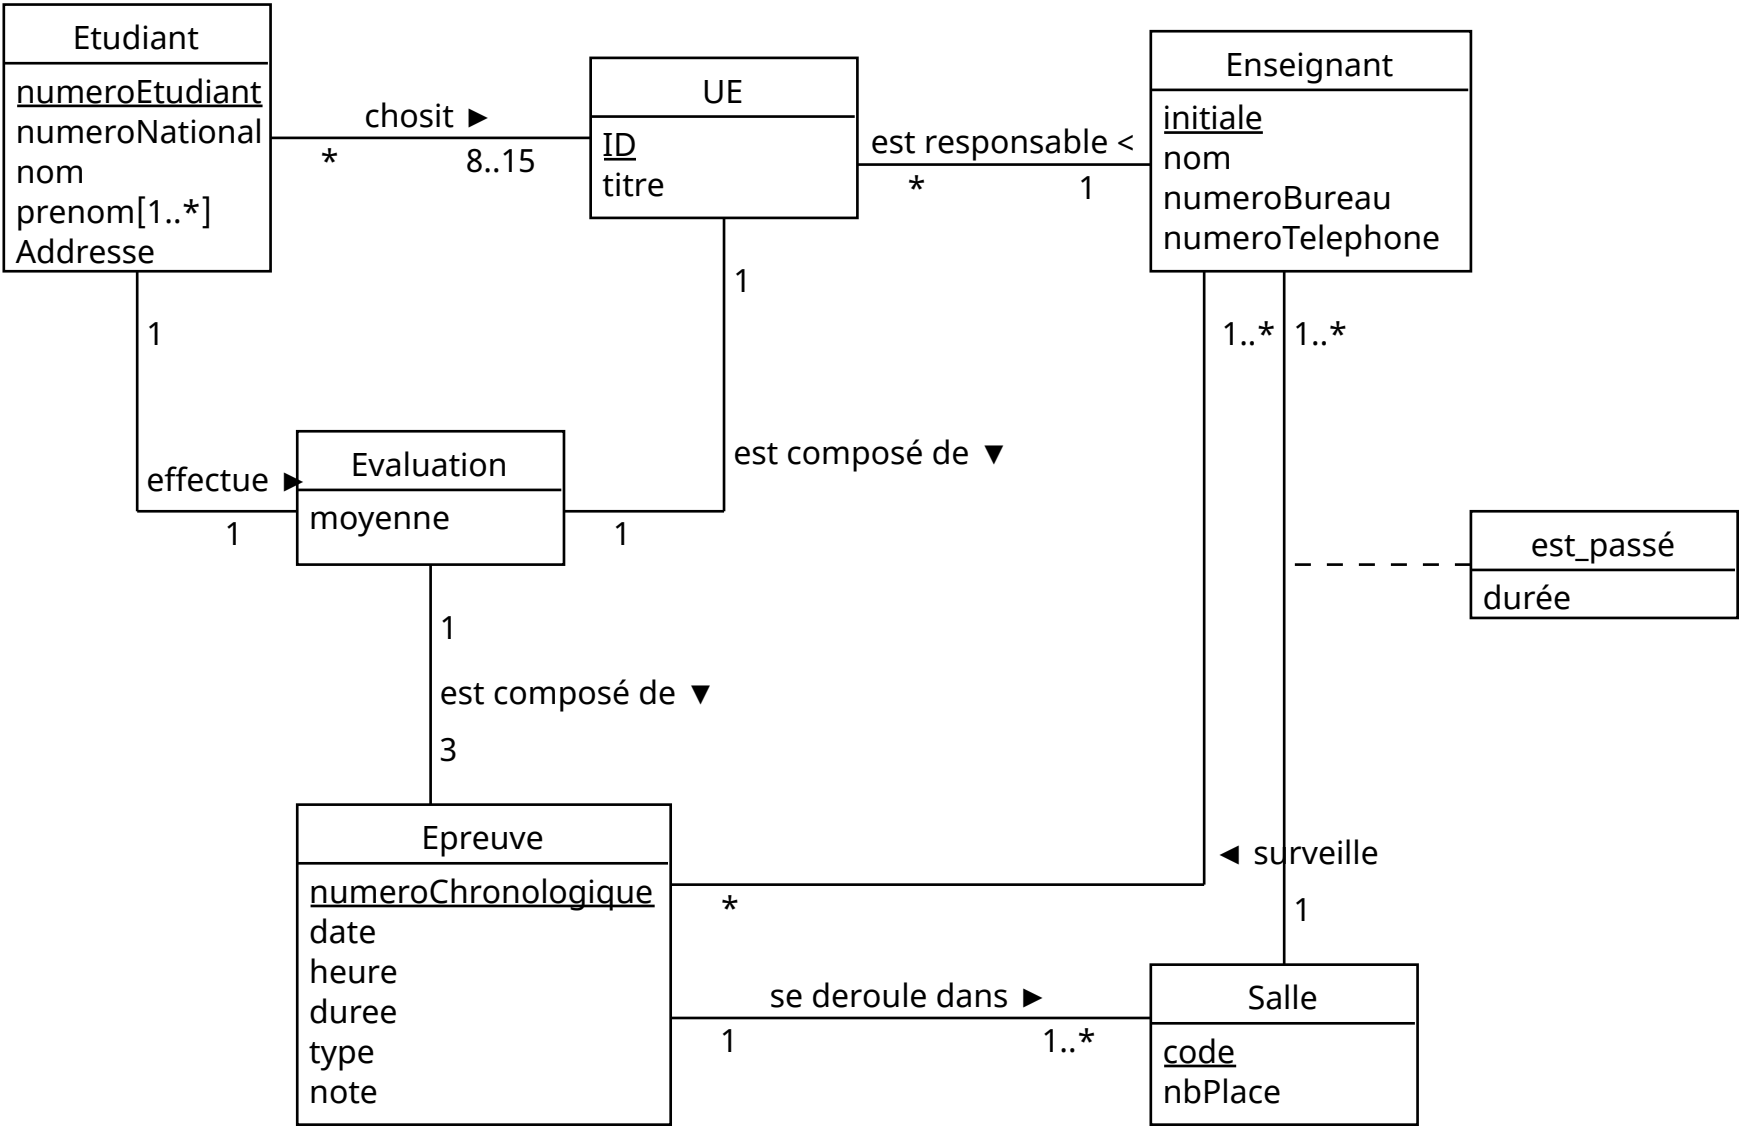 Etudiant
numeroEtudiant
numeroNational
nom
prenom[1..*]
Addresse
chosit ►
* 8..15
UE
ID
titre
est responsable <
* 1
Enseignant
initiale
nom
numeroBureau
numeroTelephone
1
1
1..* 1..*
effectue ►
1
Evaluation
moyenne
1
est composé de ▼
est_passé
durée
1
est composé de ▼
3
Epreuve
numeroChronologique
date
heure
duree
type
note
◄ surveille
*
1
se deroule dans ►
1 1..*
Salle
code
nbPlace